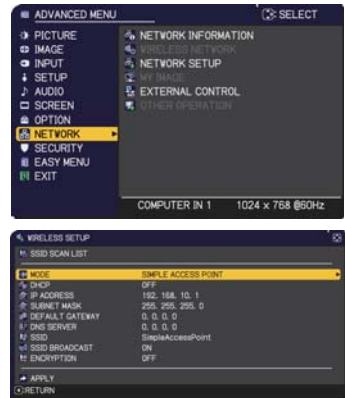 ADVANCED MENU
SELECT
PICTURE
IMAGE
INPUT
SETUP
AUDIO
SCREEN
OPTION
NETWORK
SECURITY
EASY MENU
EXIT
NETWORK INFORMATION
WIRELESS NETWORK
NETWORK SETUP
MY IMAGE
EXTERNAL CONTROL
OTHER OPERATION
COMPUTER IN 1 1024 x 768 @60Hz
WIRELESS SETUP
SSID SCAN LIST
MODE SIMPLE ACCESS POINT
DHCP OFF
IP ADDRESS 192. 168. 10. 1
SUBNET MASK 255. 255. 255. 0
DEFAULT GATEWAY 0. 0. 0. 0
DNS SERVER 0. 0. 0. 0
SSID SimpleAccessPoint
SSID BROADCAST ON
ENCRYPTION OFF
APPLY
:RETURN